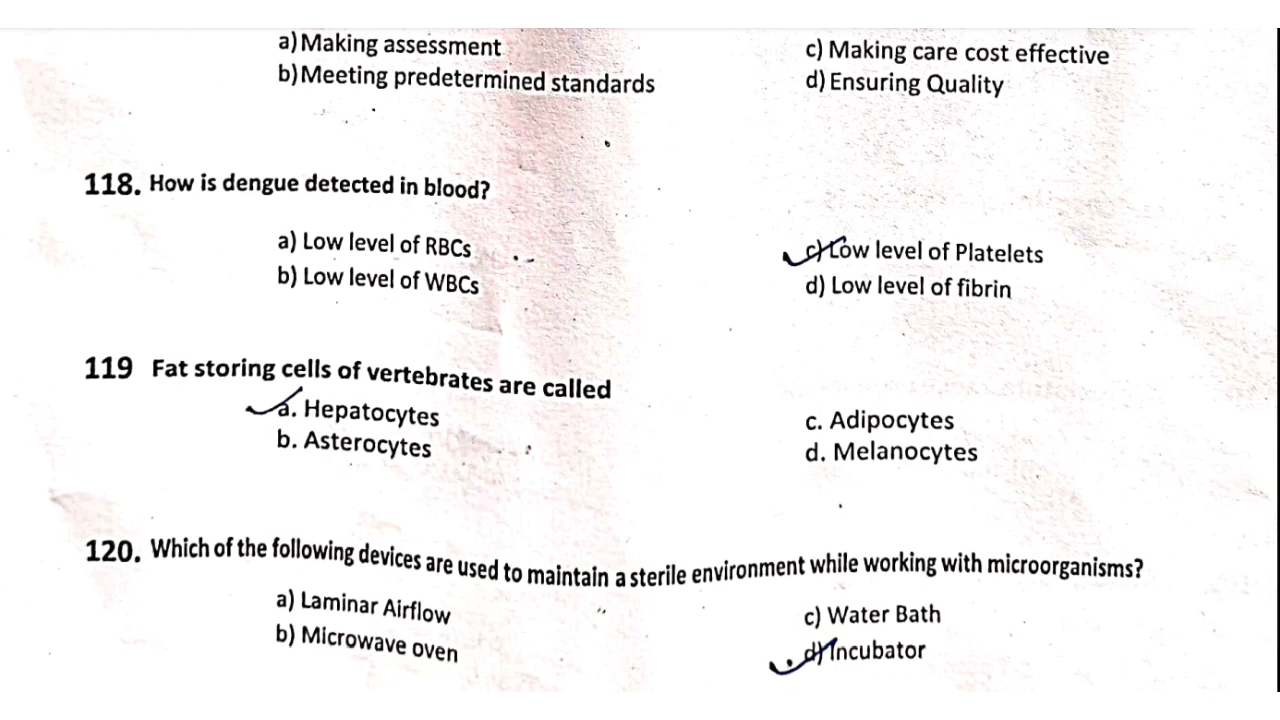 a) Making assessment
c) Making care cost effective
b) Meeting predetermined standards
d) Ensuring Quality
118. How is dengue detected in blood?
a) Low level of RBCs
c) Low level of Platelets
b) Low level of WBCs
d) Low level of fibrin
119 Fat storing cells of vertebrates are called
a. Hepatocytes
c. Adipocytes
b. Asterocytes
d. Melanocytes
120. Which of the following devices are used to maintain a sterile environment while working with microorganisms?
a) Laminar Airflow
c) Water Bath
b) Microwave oven
d) Incubator